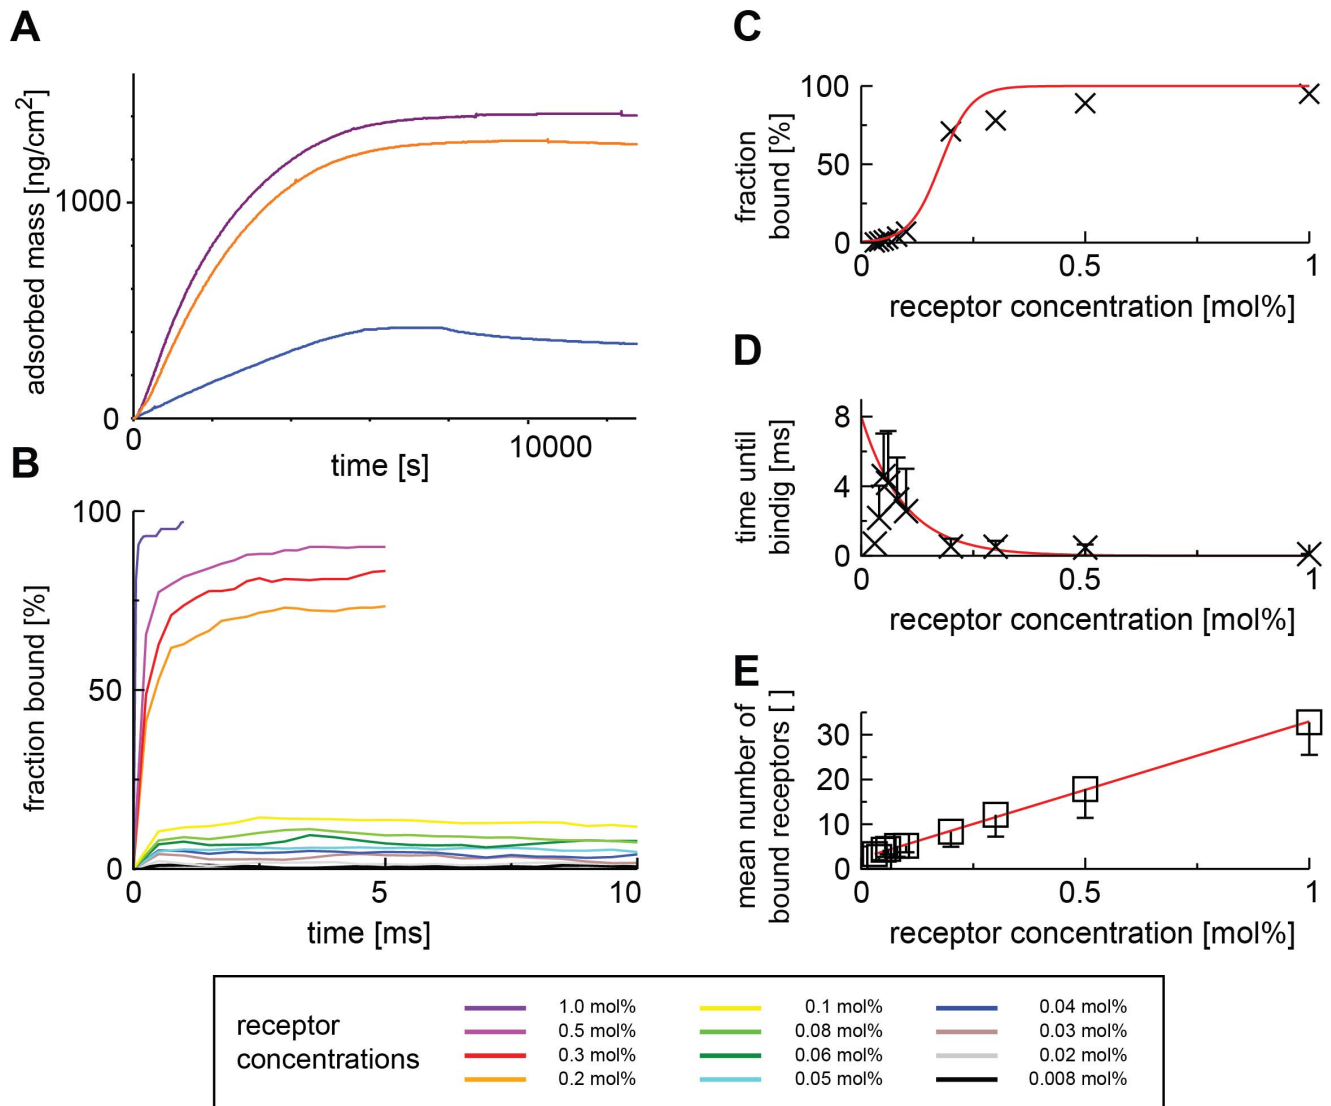 A
adsorbed mass [ng/cm2]
1000
0
0
10000
time [s]
B
fraction bound [%]
100
50
0
0
5
10
time [ms]
C
fraction
bound [%]
100
50
0
0
0.5
1
receptor concentration [mol%]
D
time until
bindig [ms]
8
4
0
0
0.5
1
receptor concentration [mol%]
E
mean number of
bound receptors [ ]
30
20
10
0
0
0.5
1
receptor concentration [mol%]
receptor
concentrations
1.0 mol%
0.5 mol%
0.3 mol%
0.2 mol%
0.1 mol%
0.08 mol%
0.06 mol%
0.05 mol%
0.04 mol%
0.03 mol%
0.02 mol%
0.008 mol%